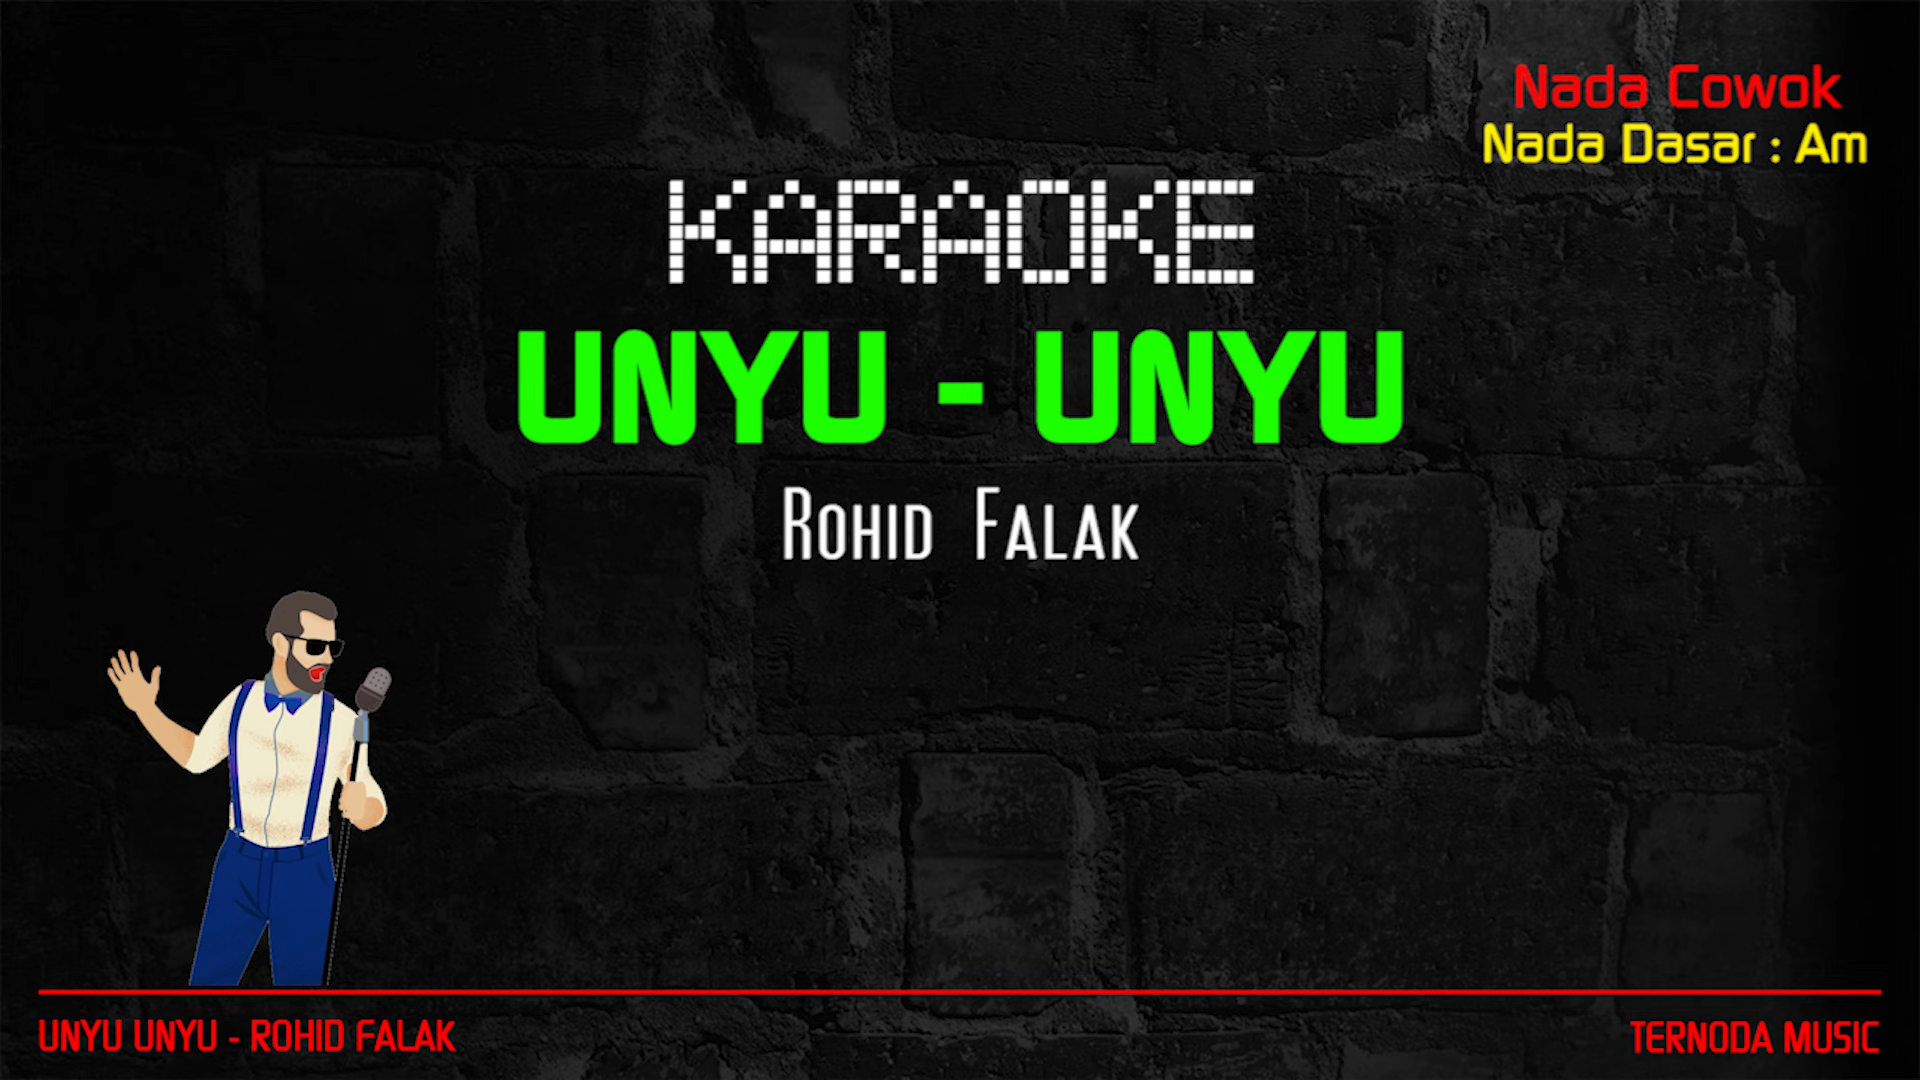 Nada Cowok
Nada Dasar : Am
KARAOKE
UNYU - UNYU
ROHID FALAK
UNYU UNYU - ROHID FALAK
TERNODA MUSIC